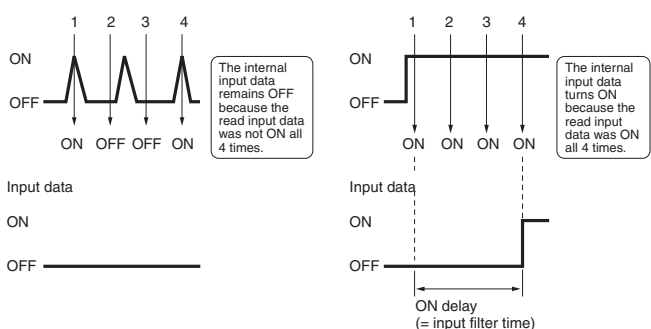 1 2 3 4
ON
OFF
ON OFF OFF ON
The internal
input data
remains OFF
because the
read input data
was not ON all
4 times.
Input data
ON
OFF
1 2 3 4
ON
OFF
ON ON ON ON
The internal
input data
turns ON
because the
read input
data was ON
all 4 times.
Input data
ON
OFF
ON delay
(= input filter time)